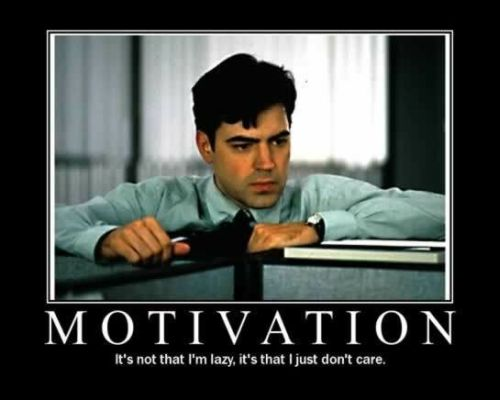 MOTIVATION
It's not that I'm lazy, it's that I just don't care.